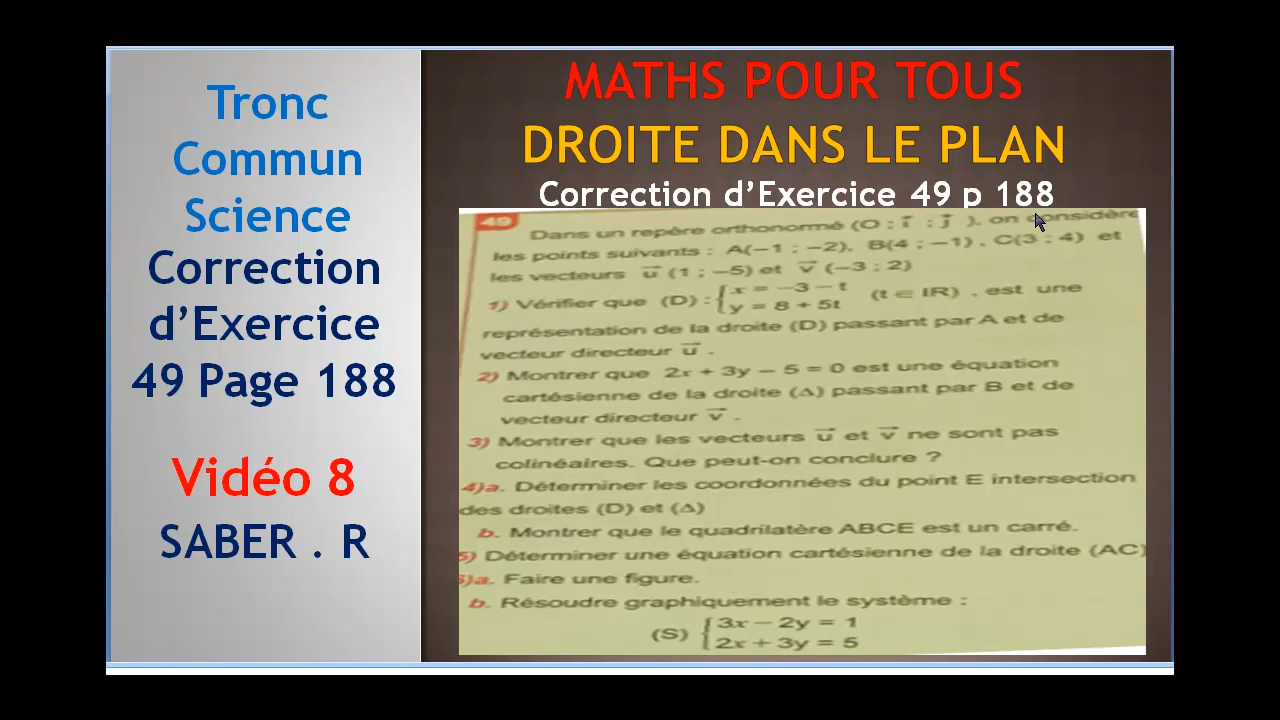 Tronc
Commun
Science
Correction
d’Exercice
49 Page 188
Vidéo 8
SABER . R
MATHS POUR TOUS
DROITE DANS LE PLAN
Correction d’Exercice 49 p 188
49
Dans un repère orthonormé (O ; i⃗ ; j⃗ ), on considère
les points suivants : A(−1 ; −2), B(4 ; −1) , C(3 ; 4) et
les vecteurs u⃗ (1 ; −5) et v⃗ (−3 ; 2)
1) Vérifier que (D) : { x = −3 − t
y = 8 + 5t
(t ∈ IR) , est une
représentation de la droite (D) passant par A et de
vecteur directeur u⃗ .
2) Montrer que 2x + 3y − 5 = 0 est une équation
cartésienne de la droite (Δ) passant par B et de
vecteur directeur v⃗ .
3) Montrer que les vecteurs u⃗ et v⃗ ne sont pas
colinéaires. Que peut-on conclure ?
4)a. Déterminer les coordonnées du point E intersection
des droites (D) et (Δ)
b. Montrer que le quadrilatère ABCE est un carré.
5) Déterminer une équation cartésienne de la droite (AC)
6)a. Faire une figure.
b. Résoudre graphiquement le système :
(S) { 3x − 2y = 1
2x + 3y = 5